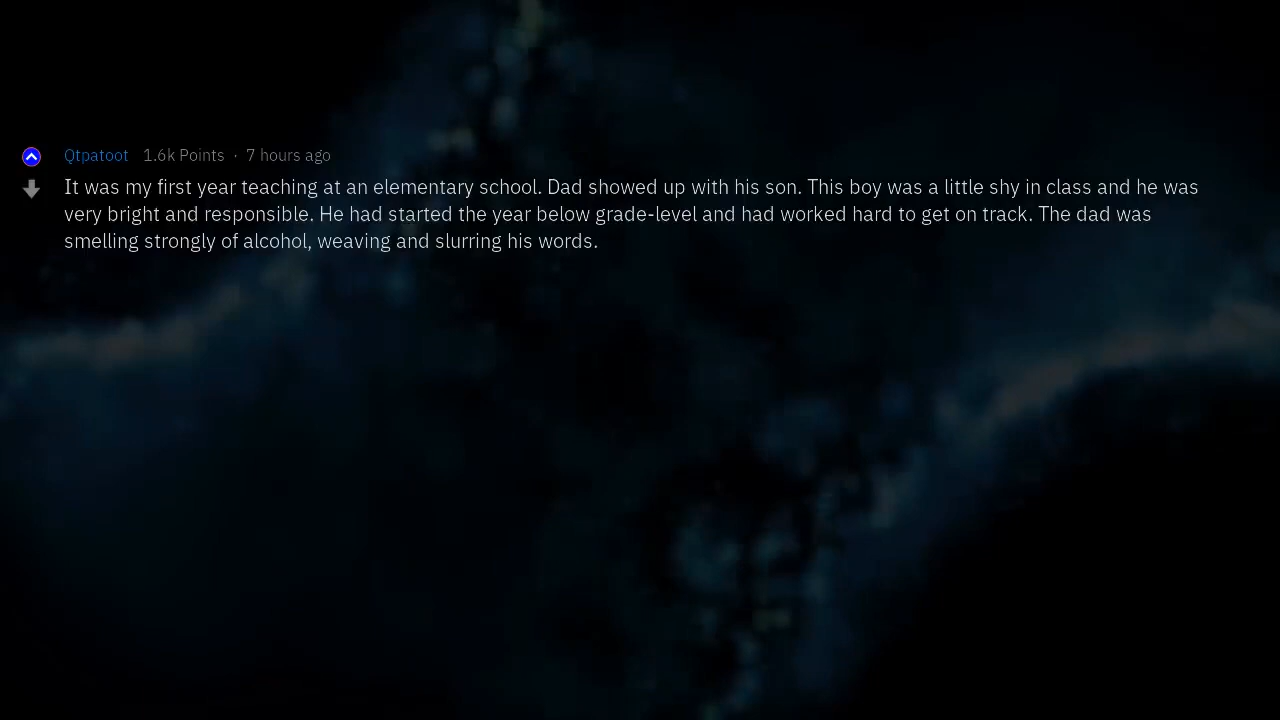 Qtpatoot 1.6k Points · 7 hours ago
It was my first year teaching at an elementary school. Dad showed up with his son. This boy was a little shy in class and he was
very bright and responsible. He had started the year below grade-level and had worked hard to get on track. The dad was
smelling strongly of alcohol, weaving and slurring his words.